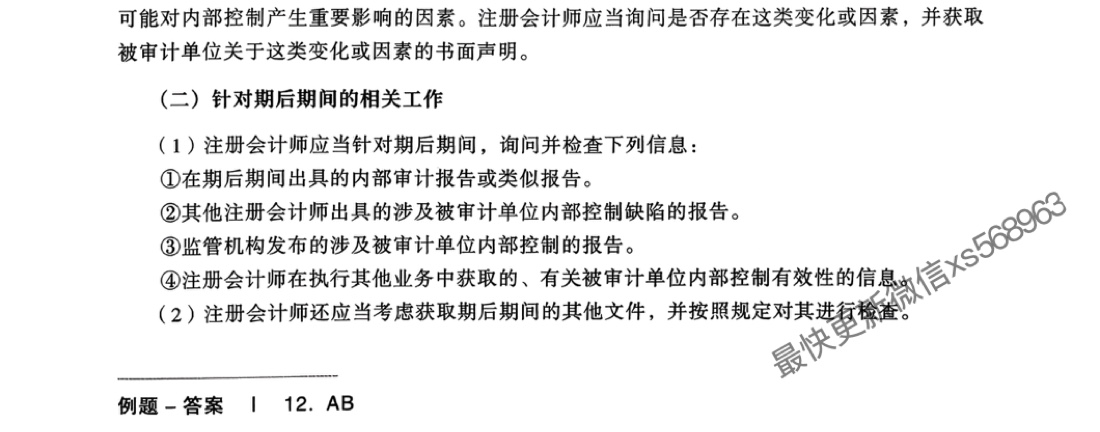 可能对内部控制产生重要影响的因素。注册会计师应当询问是否存在这类变化或因素，并获取
被审计单位关于这类变化或因素的书面声明。
（二）针对期后期间的相关工作
（1）注册会计师应当针对期后期间，询问并检查下列信息：
①在期后期间出具的内部审计报告或类似报告。
②其他注册会计师出具的涉及被审计单位内部控制缺陷的报告。
③监管机构发布的涉及被审计单位内部控制的报告。
④注册会计师在执行其他业务中获取的、有关被审计单位内部控制有效性的信息。
（2）注册会计师还应当考虑获取期后期间的其他文件，并按照规定对其进行检查。
最快更新微信xs568963
例题－答案 | 12. AB